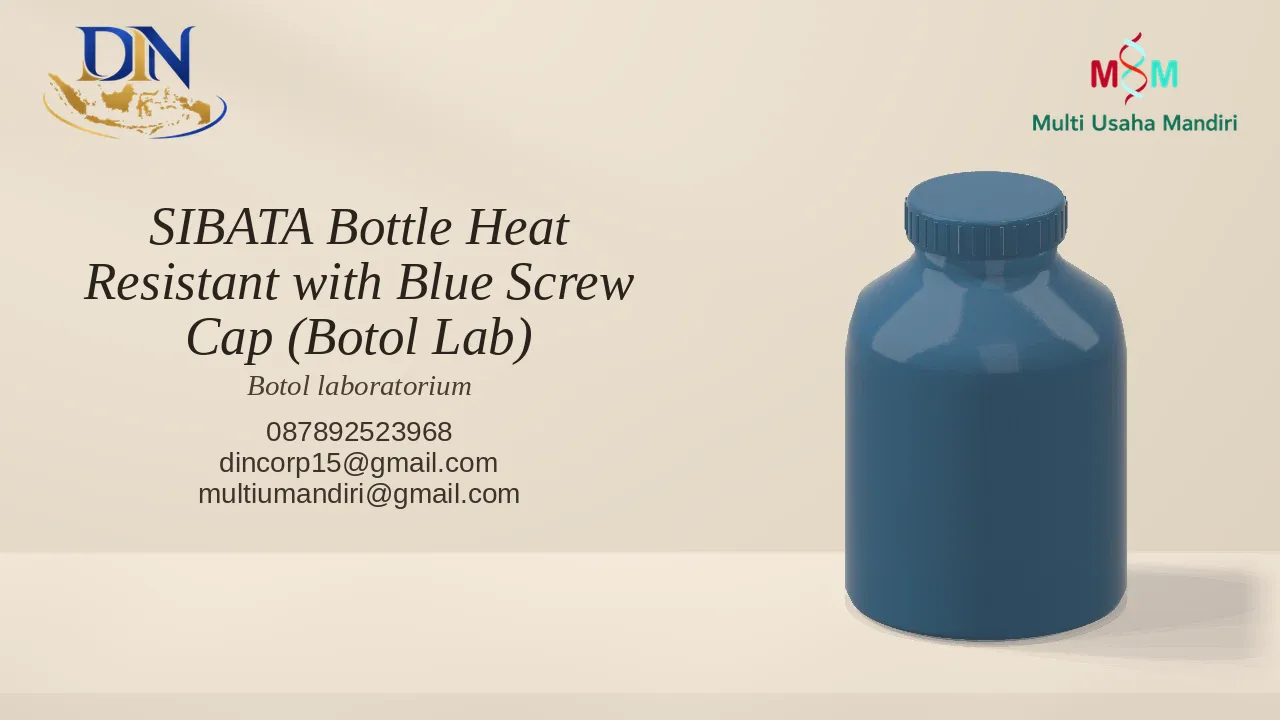 DIN
MSM
Multi Usaha Mandiri
SIBATA Bottle Heat
Resistant with Blue Screw
Cap (Botol Lab)
Botol laboratorium
087892523968
dincorp15@gmail.com
multiumandiri@gmail.com